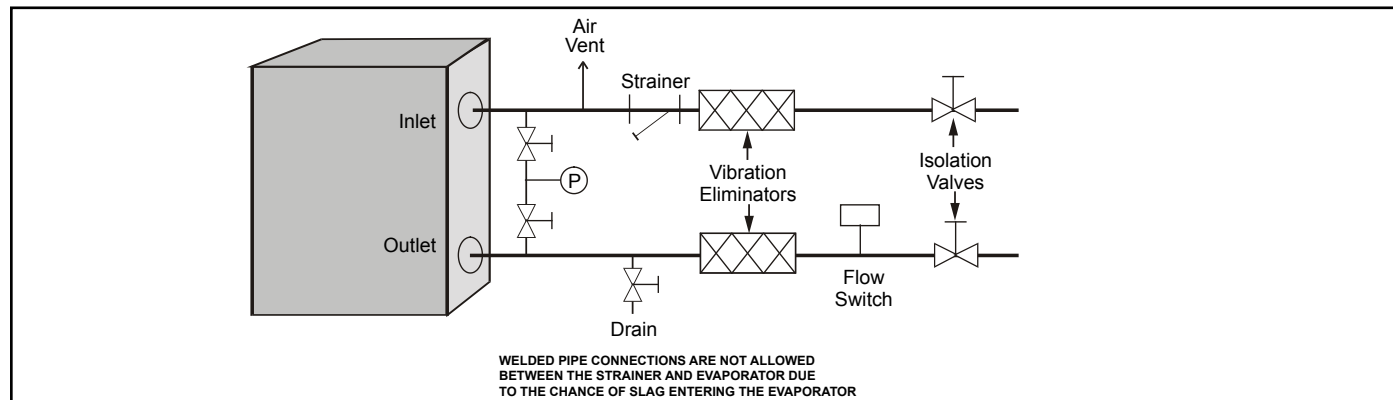 Air
Vent
Strainer
Inlet
P
Vibration
Eliminators
Isolation
Valves
Outlet
Flow
Switch
Drain
WELDED PIPE CONNECTIONS ARE NOT ALLOWED
BETWEEN THE STRAINER AND EVAPORATOR DUE
TO THE CHANCE OF SLAG ENTERING THE EVAPORATOR